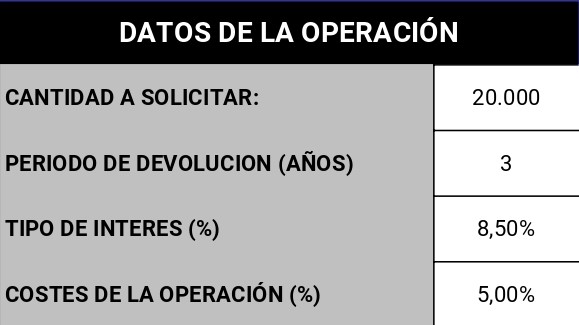 DATOS DE LA OPERACIÓN
CANTIDAD A SOLICITAR: 20.000
PERIODO DE DEVOLUCION (AÑOS) 3
TIPO DE INTERES (%) 8,50%
COSTES DE LA OPERACIÓN (%) 5,00%